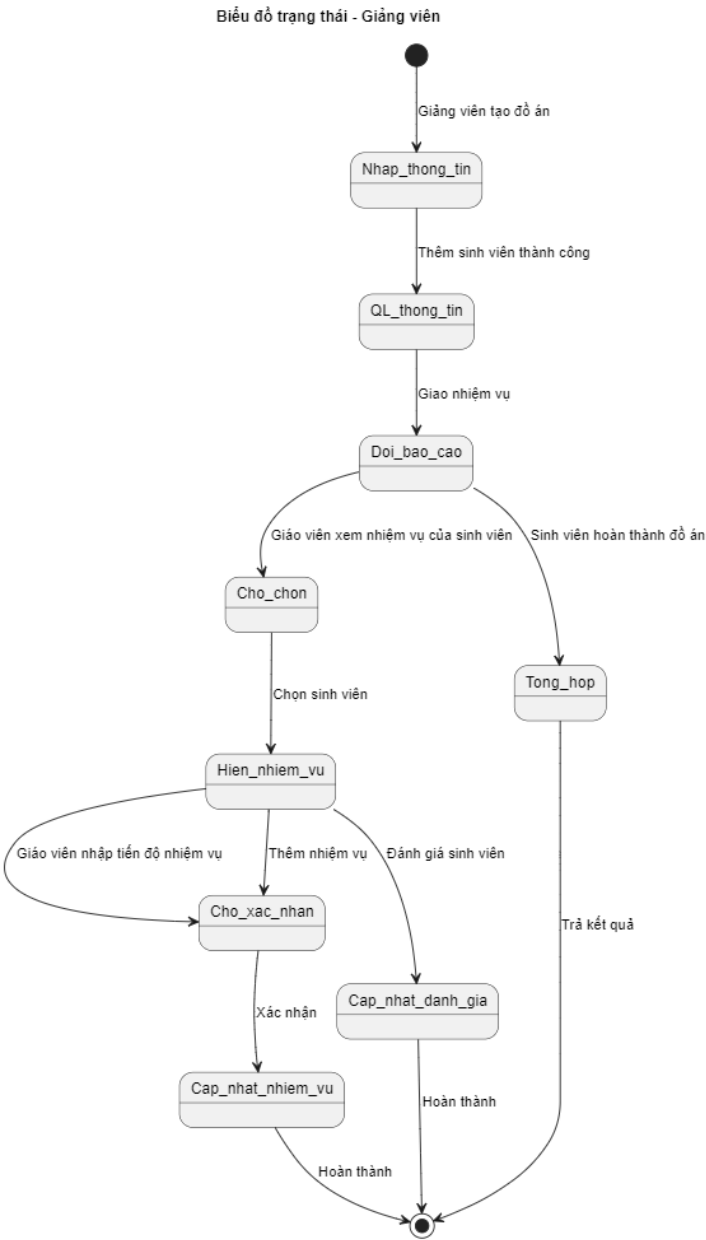 Biểu đồ trạng thái - Giảng viên
Giảng viên tạo đồ án
Nhap_thong_tin
Thêm sinh viên thành công
QL_thong_tin
Giao nhiệm vụ
Doi_bao_cao
Giáo viên xem nhiệm vụ của sinh viên
Sinh viên hoàn thành đồ án
Cho_chon
Tong_hop
Chọn sinh viên
Hien_nhiem_vu
Giáo viên nhập tiến độ nhiệm vụ
Thêm nhiệm vụ
Đánh giá sinh viên
Cho_xac_nhan
Trả kết quả
Cap_nhat_danh_gia
Xác nhận
Cap_nhat_nhiem_vu
Hoàn thành
Hoàn thành